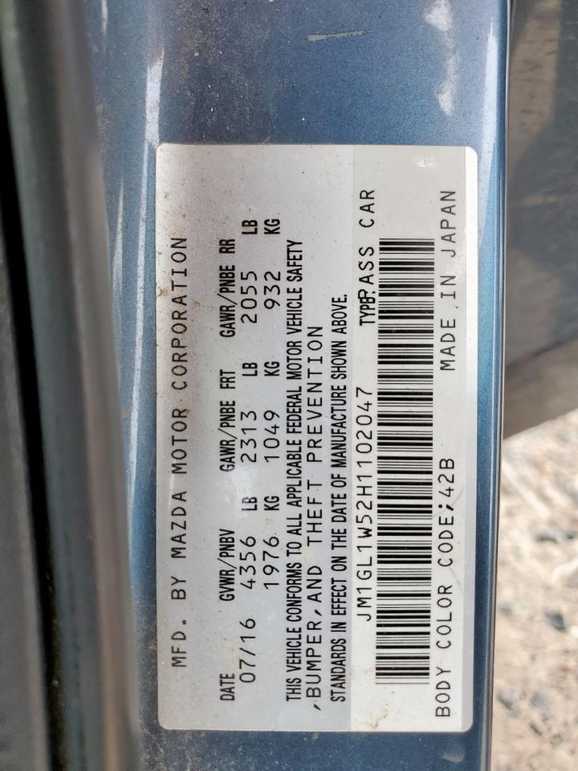 MFD. BY MAZDA MOTOR CORPORATION
DATE GVWR/PNBV GAWR/PNBE FRT GAWR/PNBE RR
07/16 4356 LB 2313 LB 2055 LB
1976 KG 1049 KG 932 KG
THIS VEHICLE CONFORMS TO ALL APPLICABLE FEDERAL MOTOR VEHICLE SAFETY
,BUMPER,AND THEFT PREVENTION
STANDARDS IN EFFECT ON THE DATE OF MANUFACTURE SHOWN ABOVE.
JM1GL1W52H1102047 TYPE:PASS CAR
BODY COLOR CODE;42B MADE IN JAPAN